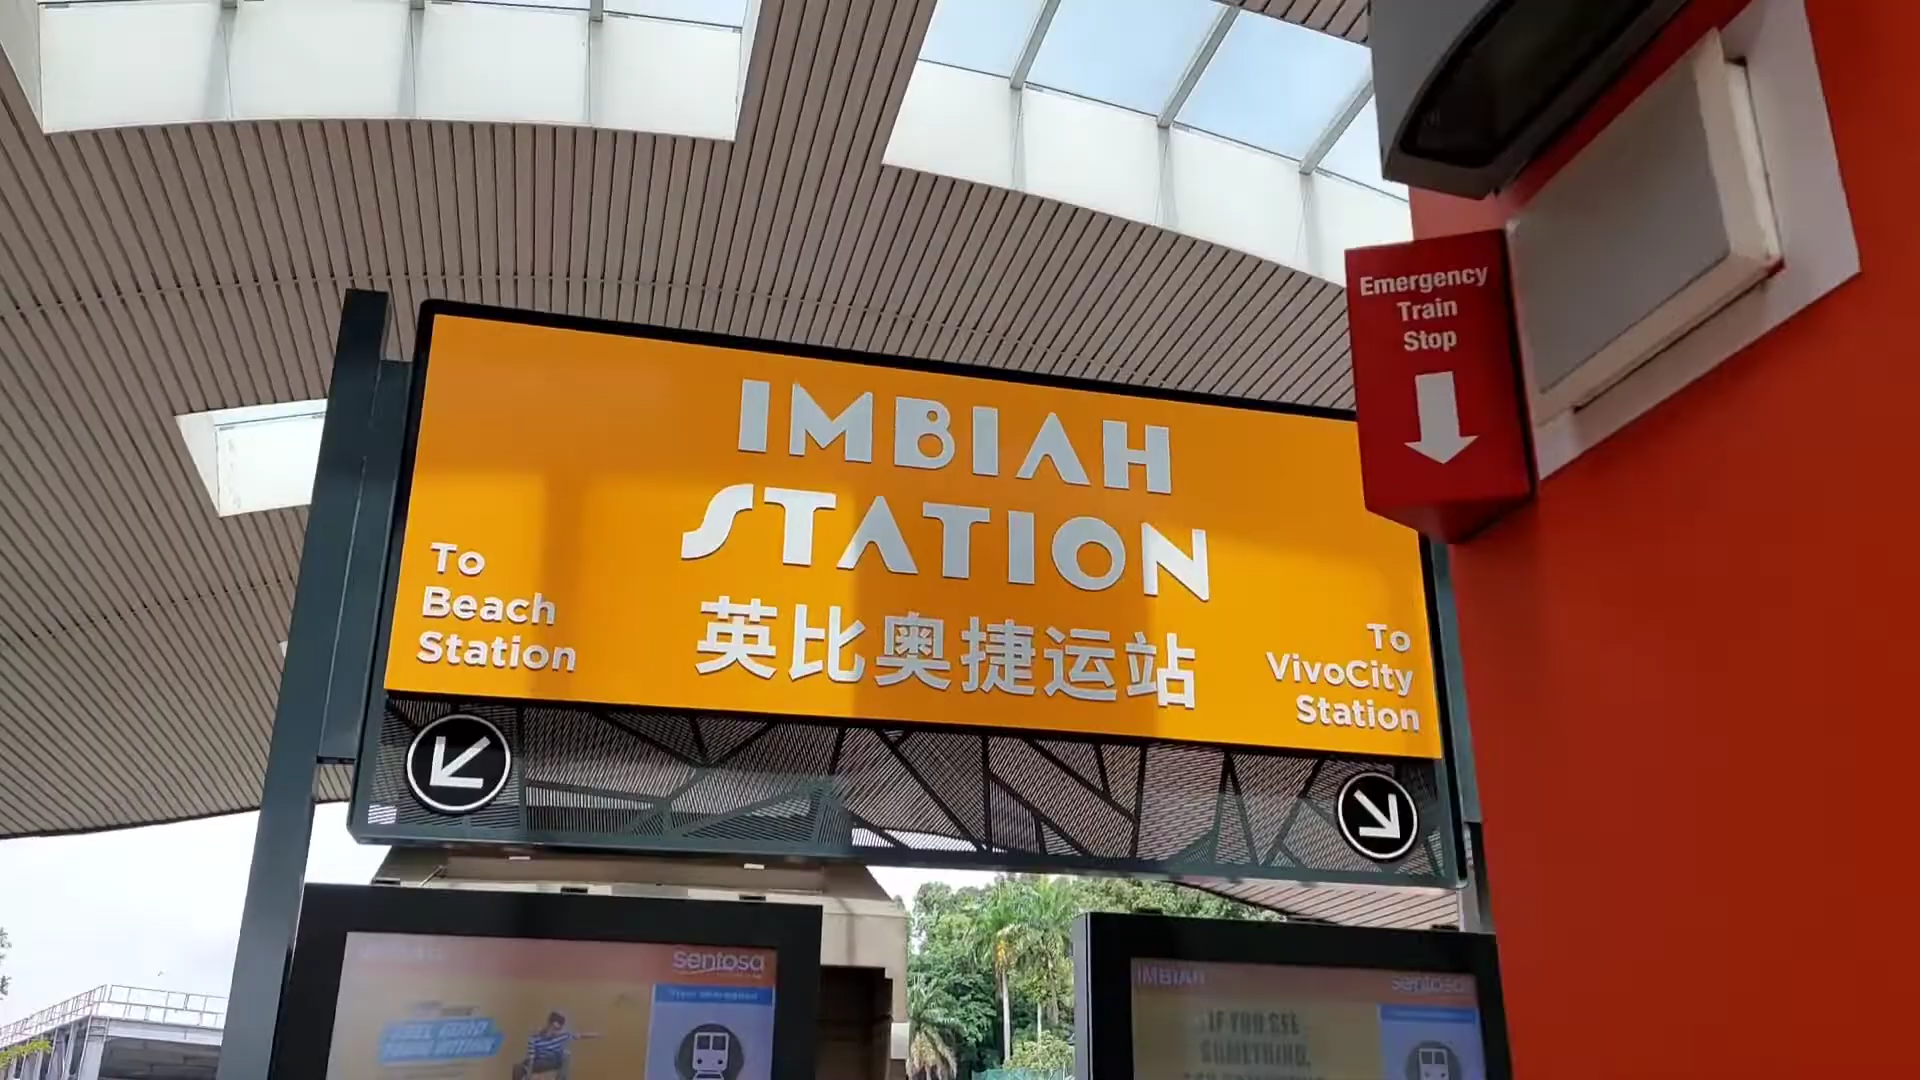 Emergency
Train
Stop
IMBIAH
STATION
英比奥捷运站
To
Beach
Station
To
VivoCity
Station
sentosa
IMBIAH
sentosa
IF YOU SEE
SOMETHING,